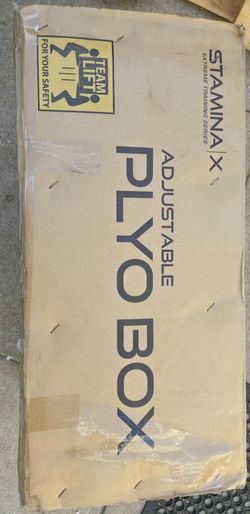 STAMINA X
EXTREME TRAINING SERIES
ADJUSTABLE
PLYO BOX
TEAM
LIFT
FOR YOUR SAFETY